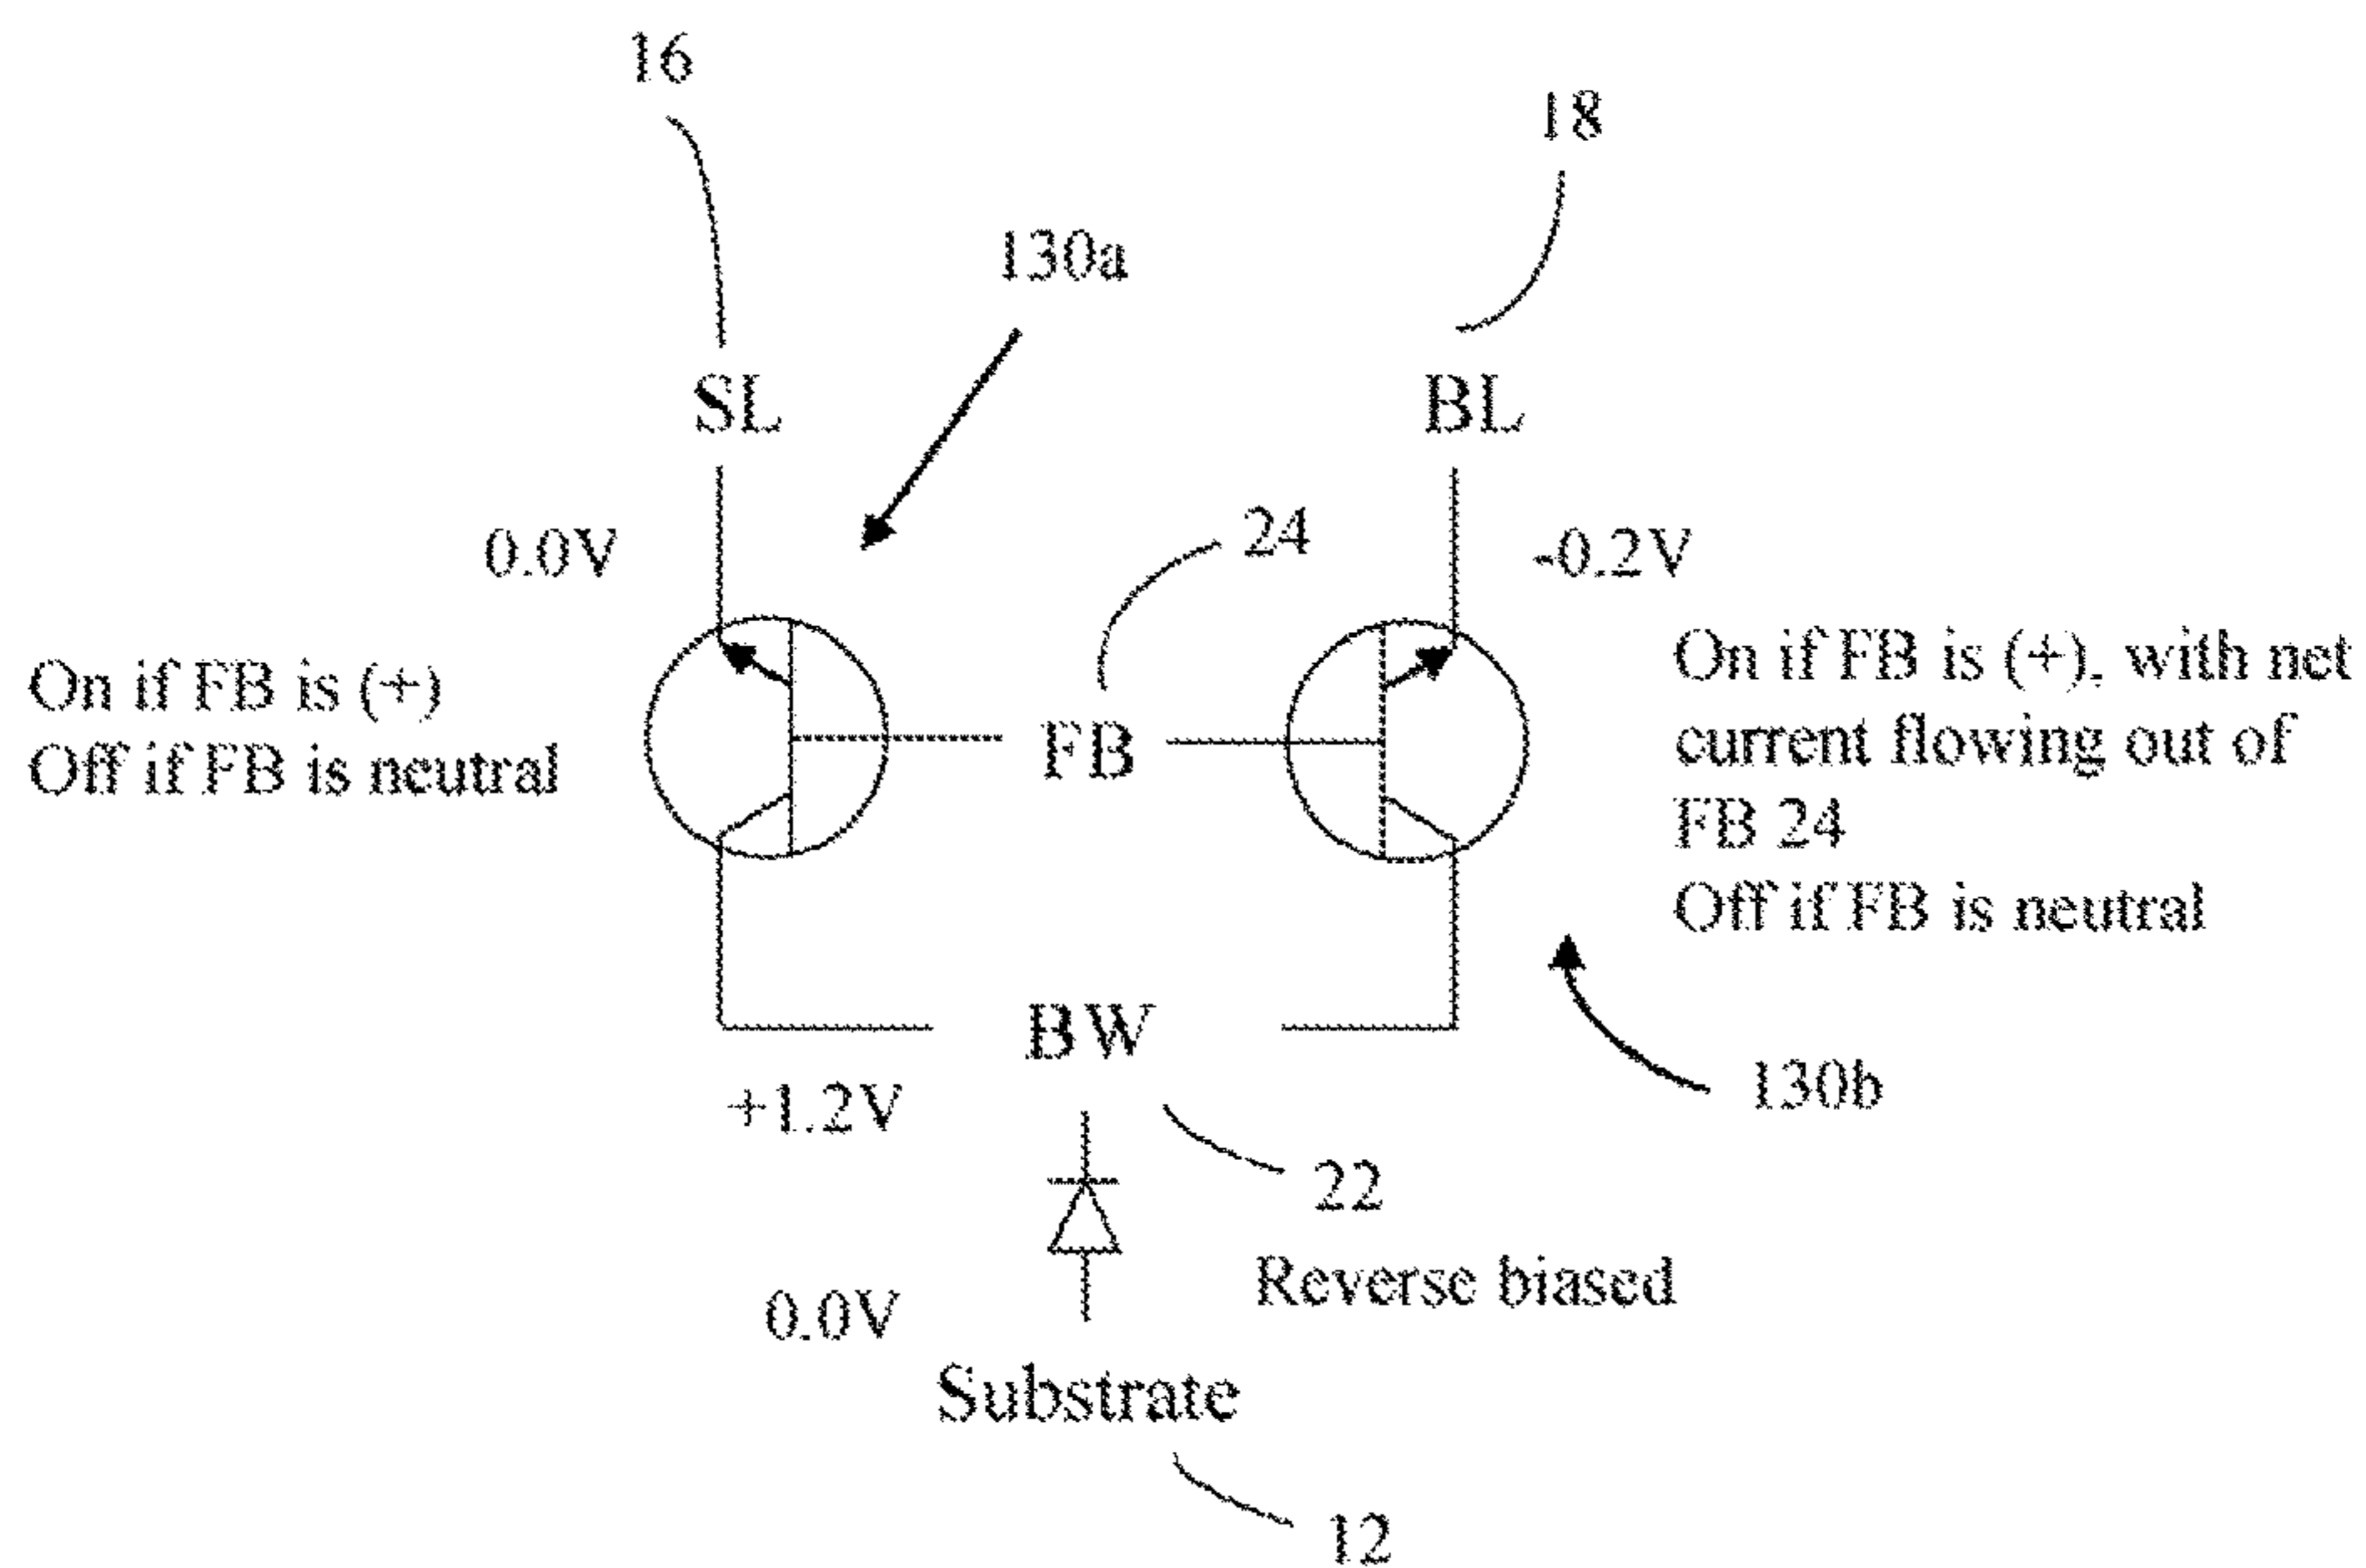 16
18
130a
SL
BL
0.0V
24
-0.2V
On if FB is (+)
Off if FB is neutral
FB
On if FB is (+), with net
current flowing out of
FB 24
Off if FB is neutral
BW
+1.2V
130b
22
Reverse biased
0.0V
Substrate
12